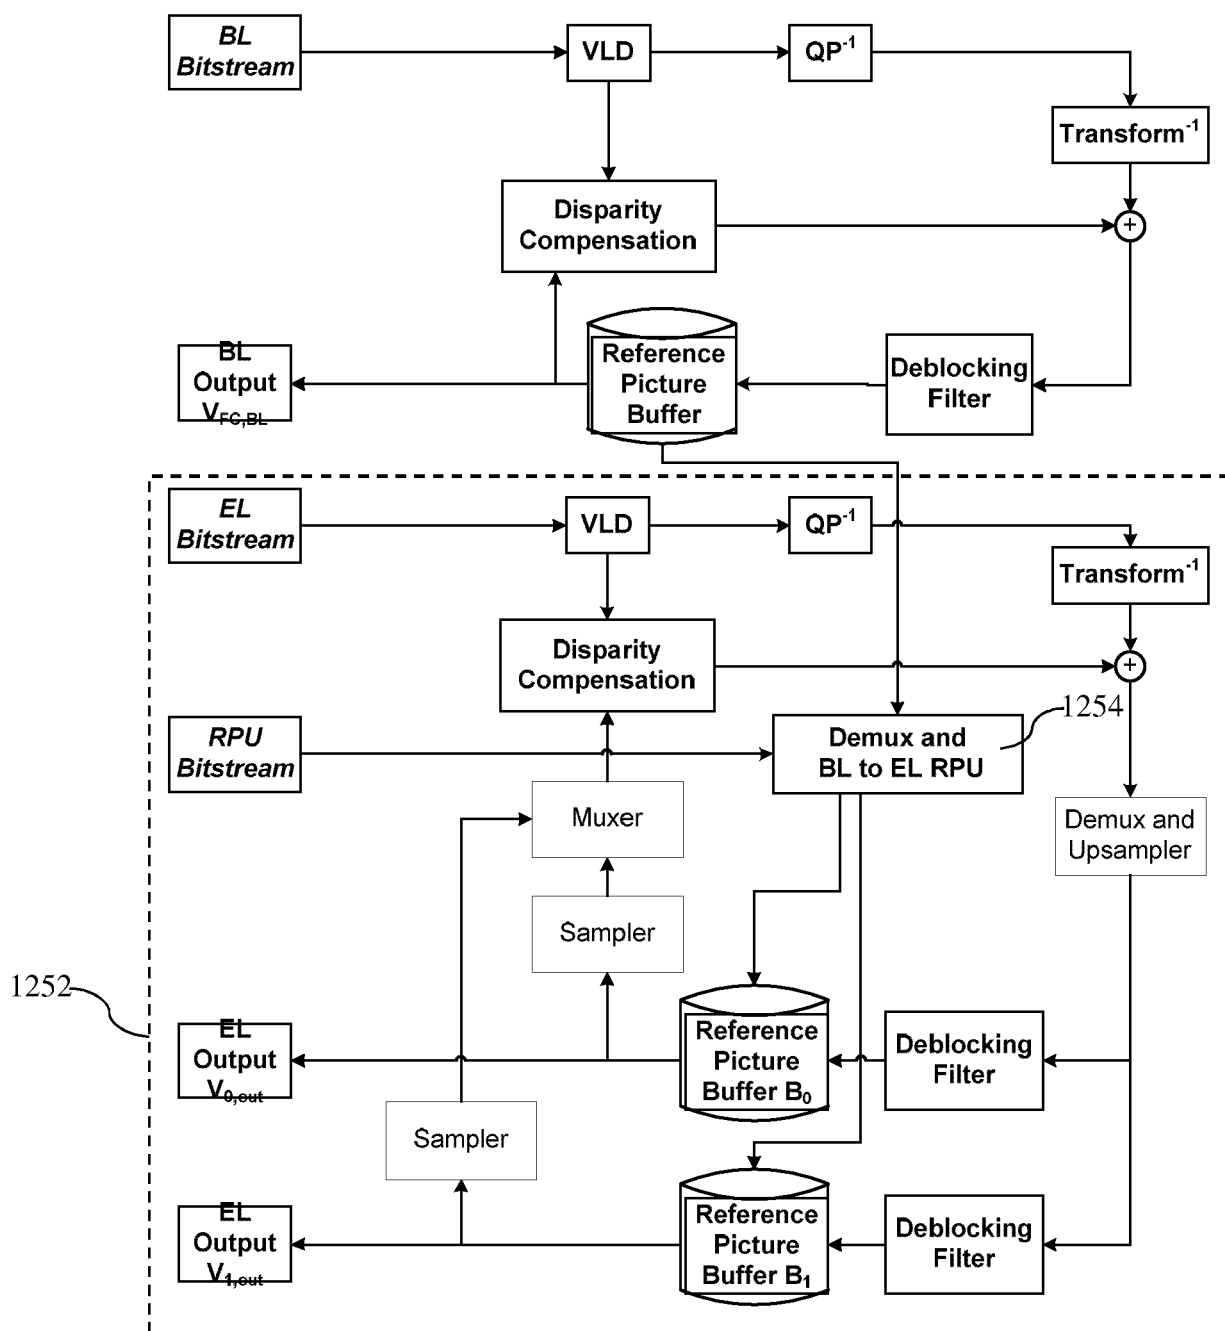 BL
Bitstream
VLD
QP-1
Transform-1
Disparity
Compensation
+
BL
Output
VFC,BL
Reference
Picture
Buffer
Deblocking
Filter
EL
Bitstream
VLD
QP-1
Transform-1
Disparity
Compensation
+
RPU
Bitstream
Demux and
BL to EL RPU
1254
Muxer
Demux and
Upsampler
Sampler
1252
EL
Output
V0,out
Reference
Picture
Buffer B0
Deblocking
Filter
Sampler
EL
Output
V1,out
Reference
Picture
Buffer B1
Deblocking
Filter